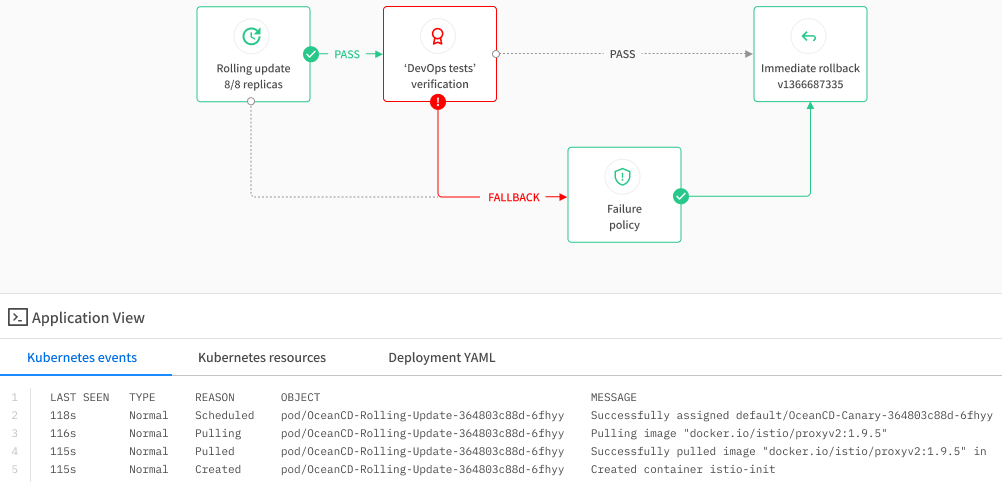 Rolling update
8/8 replicas
PASS
‘DevOps tests’
verification
PASS
Immediate rollback
v1366687335
FALLBACK
Failure
policy
Application View
Kubernetes events Kubernetes resources Deployment YAML
1 LAST SEEN TYPE REASON OBJECT MESSAGE
2 118s Normal Scheduled pod/OceanCD-Rolling-Update-364803c88d-6fhyy Successfully assigned default/OceanCD-Canary-364803c88d-6fhyy
3 116s Normal Pulling pod/OceanCD-Rolling-Update-364803c88d-6fhyy Pulling image "docker.io/istio/proxyv2:1.9.5"
4 115s Normal Pulled pod/OceanCD-Rolling-Update-364803c88d-6fhyy Successfully pulled image "docker.io/istio/proxyv2:1.9.5" in
5 115s Normal Created pod/OceanCD-Rolling-Update-364803c88d-6fhyy Created container istio-init